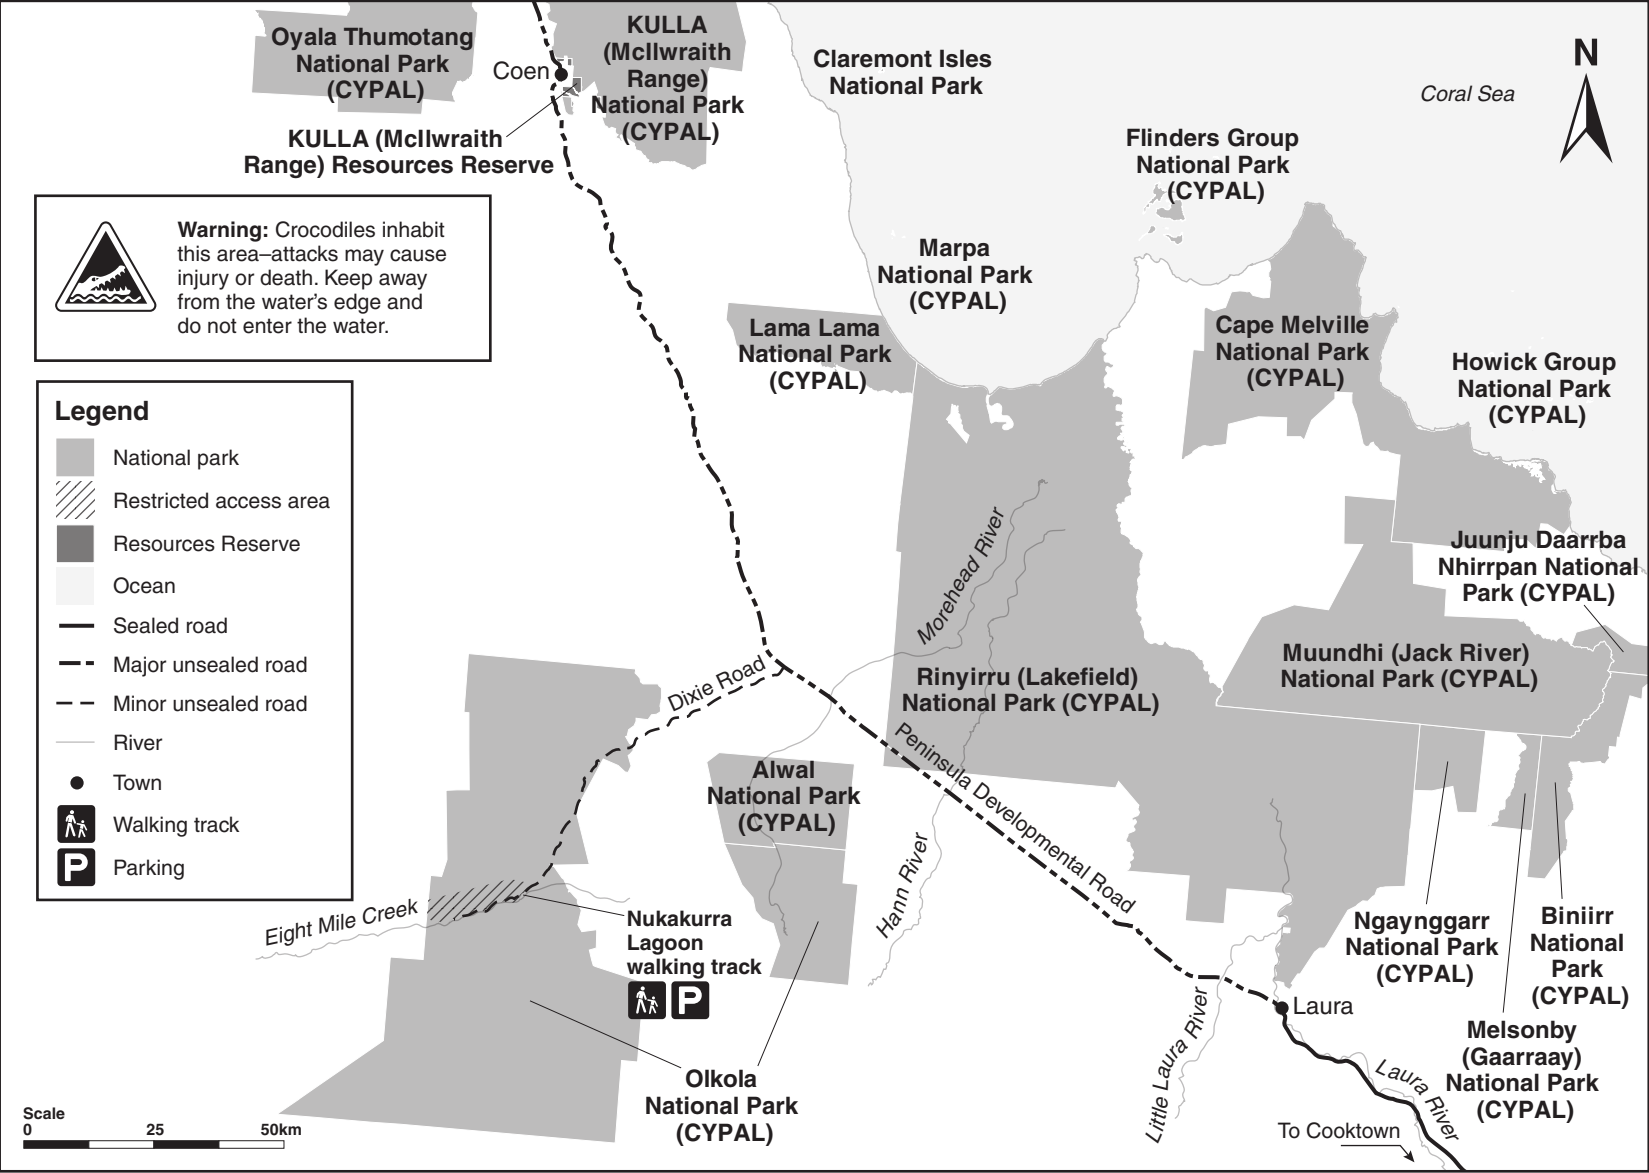 Oyala Thumotang
National Park
(CYPAL)
KULLA
(McIlwraith
Range)
National Park
(CYPAL)
Coen
KULLA (McIlwraith
Range) Resources Reserve
Claremont Isles
National Park
Coral Sea
N
Flinders Group
National Park
(CYPAL)
Warning: Crocodiles inhabit
this area–attacks may cause
injury or death. Keep away
from the water's edge and
do not enter the water.
Marpa
National Park
(CYPAL)
Lama Lama
National Park
(CYPAL)
Cape Melville
National Park
(CYPAL)
Howick Group
National Park
(CYPAL)
Legend
National park
Restricted access area
Resources Reserve
Ocean
Sealed road
Major unsealed road
Minor unsealed road
River
Town
Walking track
P
Parking
Morehead River
Juunju Daarrba
Nhirrpan National
Park (CYPAL)
Muundhi (Jack River)
National Park (CYPAL)
Rinyirru (Lakefield)
National Park (CYPAL)
Dixie Road
Peninsula Developmental Road
Alwal
National Park
(CYPAL)
Hann River
Eight Mile Creek
Nukakurra
Lagoon
walking track
P
Ngaynggarr
National Park
(CYPAL)
Biniirr
National
Park
(CYPAL)
Laura
Little Laura River
Laura River
Melsonby
(Gaarraay)
National Park
(CYPAL)
Olkola
National Park
(CYPAL)
To Cooktown
Scale
0 25 50km